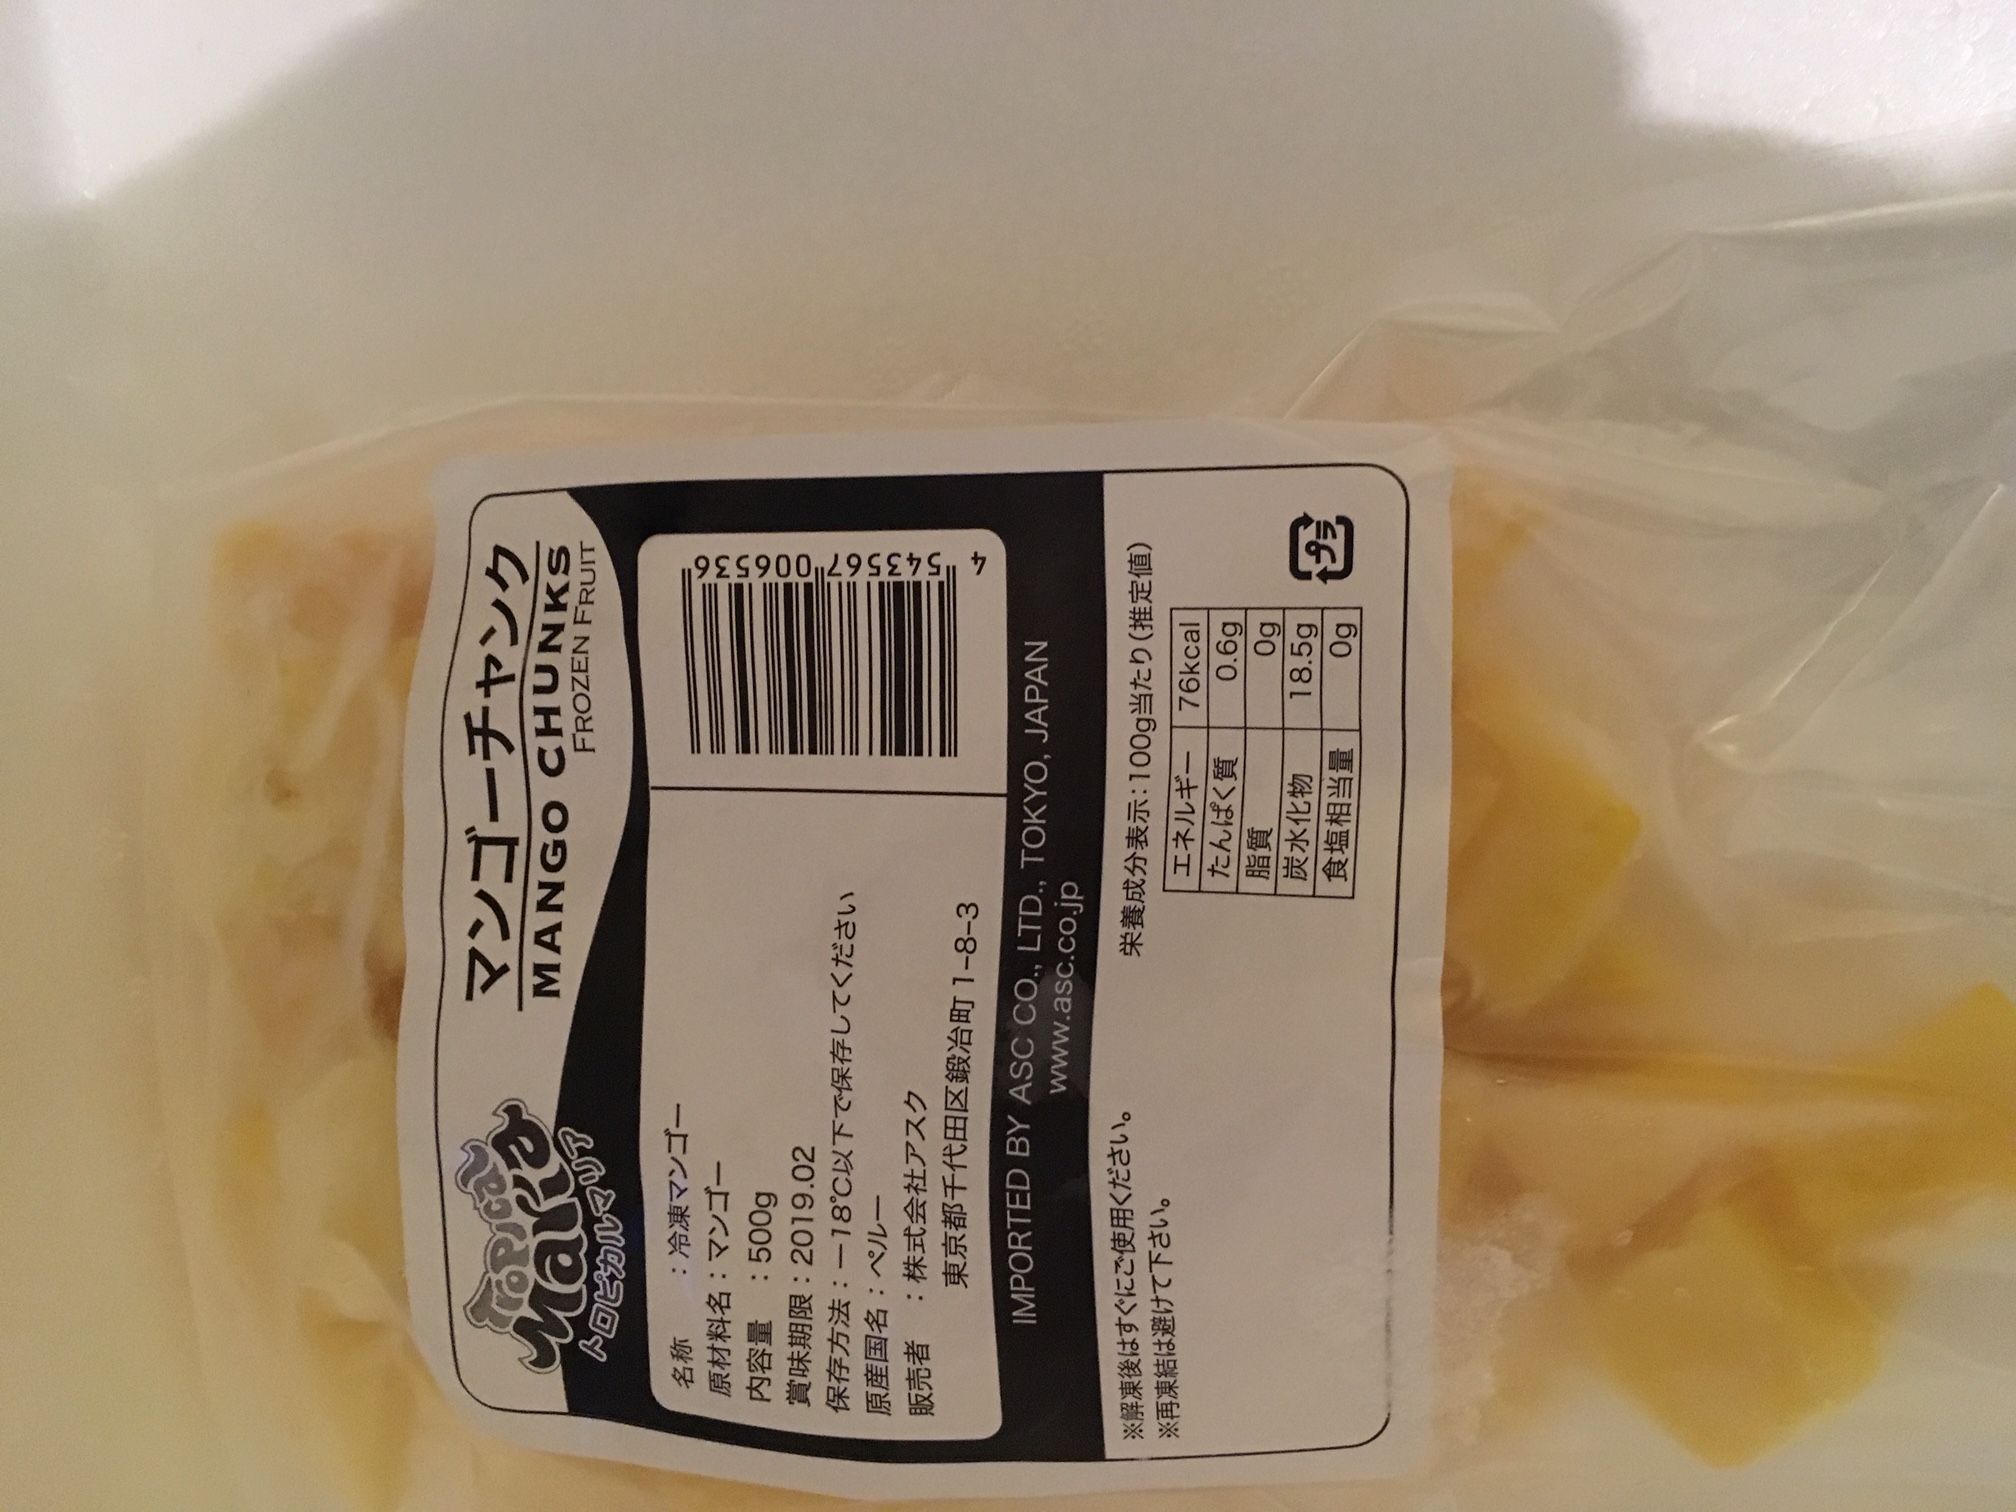 TROPICAL
Maria
トロピカルマリア
マンゴーチャンク
MANGO CHUNKS
FROZEN FRUIT
名称　：冷凍マンゴー
原材料名：マンゴー
内容量　：500g
賞味期限：2019.02
保存方法：－18℃以下で保存してください
原産国名：ペルー
販売者　：株式会社アスク
東京都千代田区鍛冶町1-8-3
4 543567 006536
IMPORTED BY ASC CO., LTD., TOKYO, JAPAN
www.asc.co.jp
※解凍後はすぐにご使用ください。
※再凍結は避けて下さい。
栄養成分表示：100g当たり（推定値）
エネルギー 76kcal
たんぱく質 0.6g
脂質 0g
炭水化物 18.5g
食塩相当量 0g
プラ